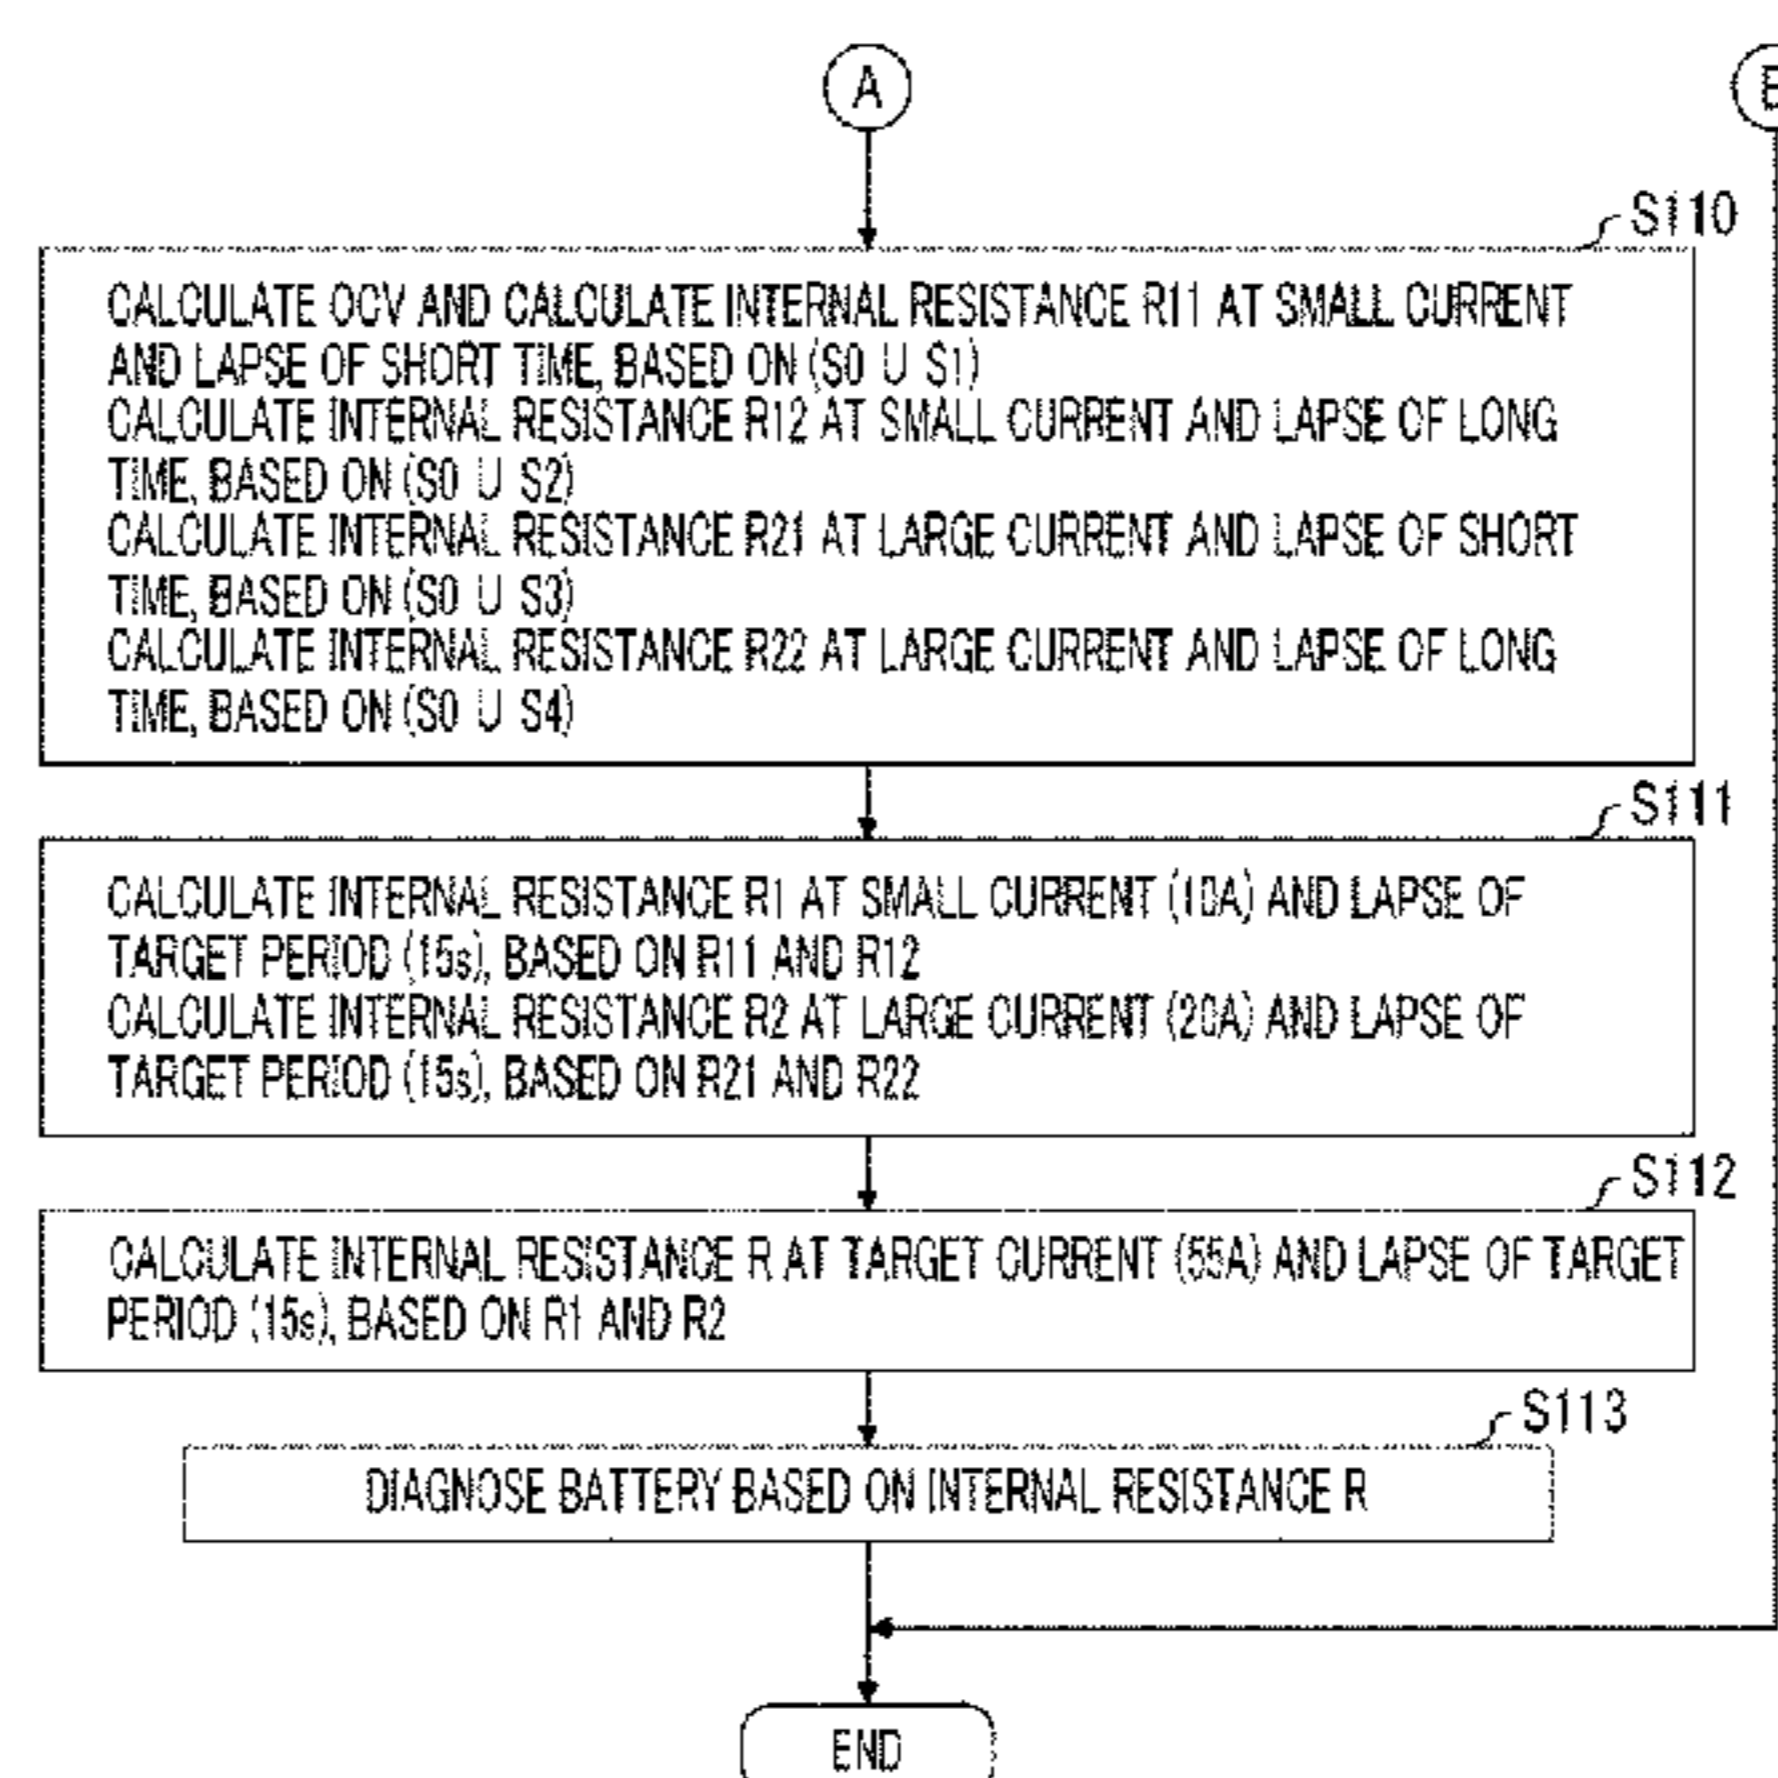 A
S110
CALCULATE OCV AND CALCULATE INTERNAL RESISTANCE R11 AT SMALL CURRENT
AND LAPSE OF SHORT TIME, BASED ON (S0 ∪ S1)
CALCULATE INTERNAL RESISTANCE R12 AT SMALL CURRENT AND LAPSE OF LONG
TIME, BASED ON (S0 ∪ S2)
CALCULATE INTERNAL RESISTANCE R21 AT LARGE CURRENT AND LAPSE OF SHORT
TIME, BASED ON (S0 ∪ S3)
CALCULATE INTERNAL RESISTANCE R22 AT LARGE CURRENT AND LAPSE OF LONG
TIME, BASED ON (S0 ∪ S4)
S111
CALCULATE INTERNAL RESISTANCE R1 AT SMALL CURRENT (10A) AND LAPSE OF
TARGET PERIOD (15s), BASED ON R11 AND R12
CALCULATE INTERNAL RESISTANCE R2 AT LARGE CURRENT (20A) AND LAPSE OF
TARGET PERIOD (15s), BASED ON R21 AND R22
S112
CALCULATE INTERNAL RESISTANCE R AT TARGET CURRENT (55A) AND LAPSE OF TARGET
PERIOD (15s), BASED ON R1 AND R2
S113
DIAGNOSE BATTERY BASED ON INTERNAL RESISTANCE R
END